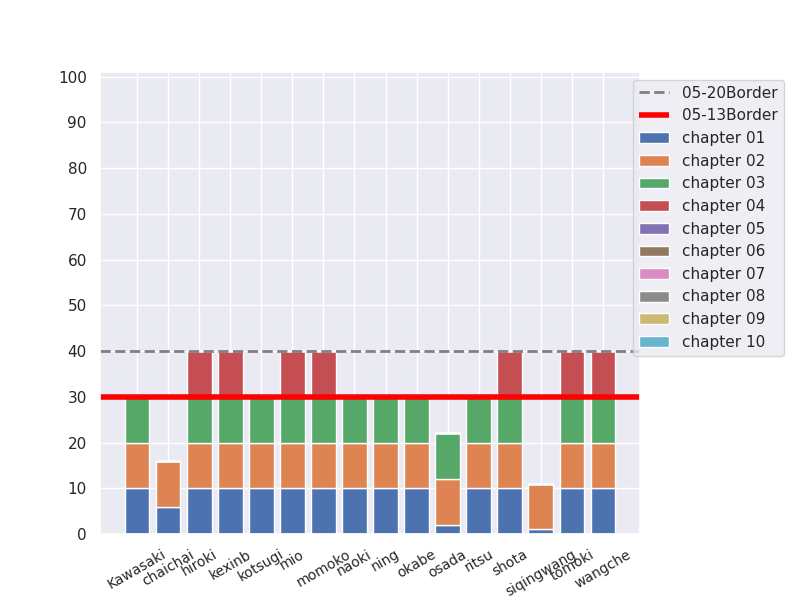 100
90
80
70
60
50
40
30
20
10
0
05-20Border
05-13Border
chapter 01
chapter 02
chapter 03
chapter 04
chapter 05
chapter 06
chapter 07
chapter 08
chapter 09
chapter 10
Kawasaki
chaichai
hiroki
kexinb
kotsugi
mio
momoko
naoki
ning
okabe
osada
ritsu
shota
siqingwang
tomoki
wangche